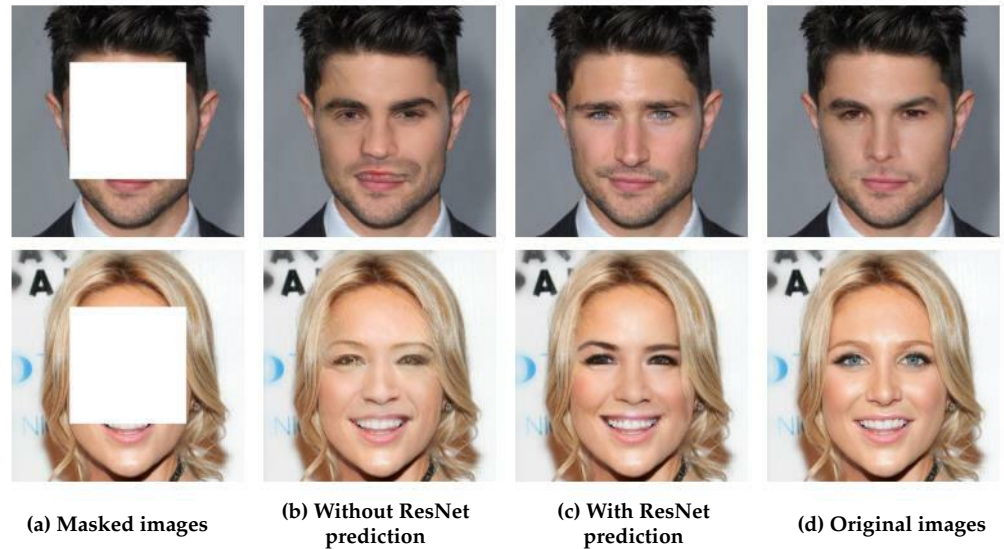 (a) Masked images
(b) Without ResNet
prediction
(c) With ResNet
prediction
(d) Original images